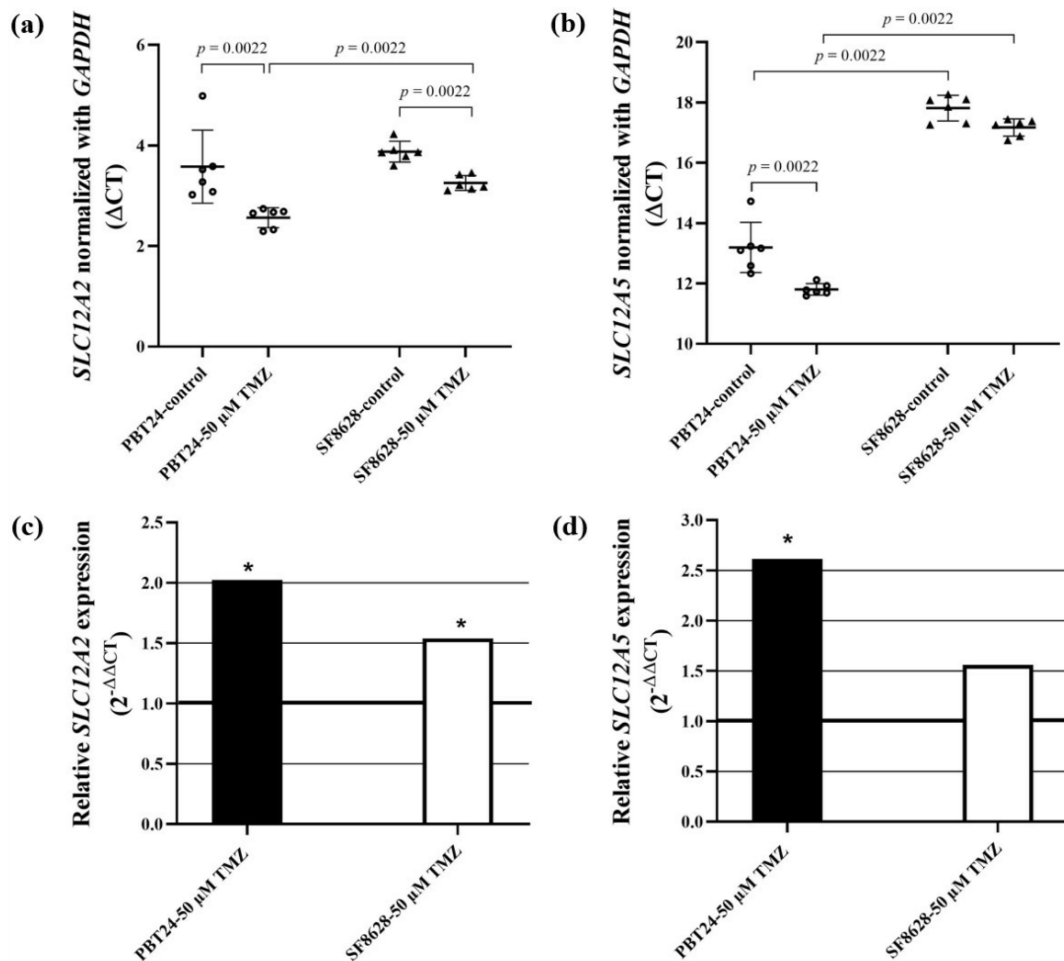 (a)
SLC12A2 normalized with GAPDH
(ΔCT)
6
4
2
0
p = 0.0022
p = 0.0022
p = 0.0022
PBT24-control
PBT24-50 µM TMZ
SF8628-control
SF8628-50 µM TMZ
(b)
SLC12A5 normalized with GAPDH
(ΔCT)
20
18
16
14
12
10
p = 0.0022
p = 0.0022
p = 0.0022
PBT24-control
PBT24-50 µM TMZ
SF8628-control
SF8628-50 µM TMZ
(c)
Relative SLC12A2 expression
(2^-ΔΔCT)
2.5
2.0
1.5
1.0
0.5
0.0
*
*
PBT24-50 µM TMZ
SF8628-50 µM TMZ
(d)
Relative SLC12A5 expression
(2^-ΔΔCT)
3.0
2.5
2.0
1.5
1.0
0.5
0.0
*
PBT24-50 µM TMZ
SF8628-50 µM TMZ